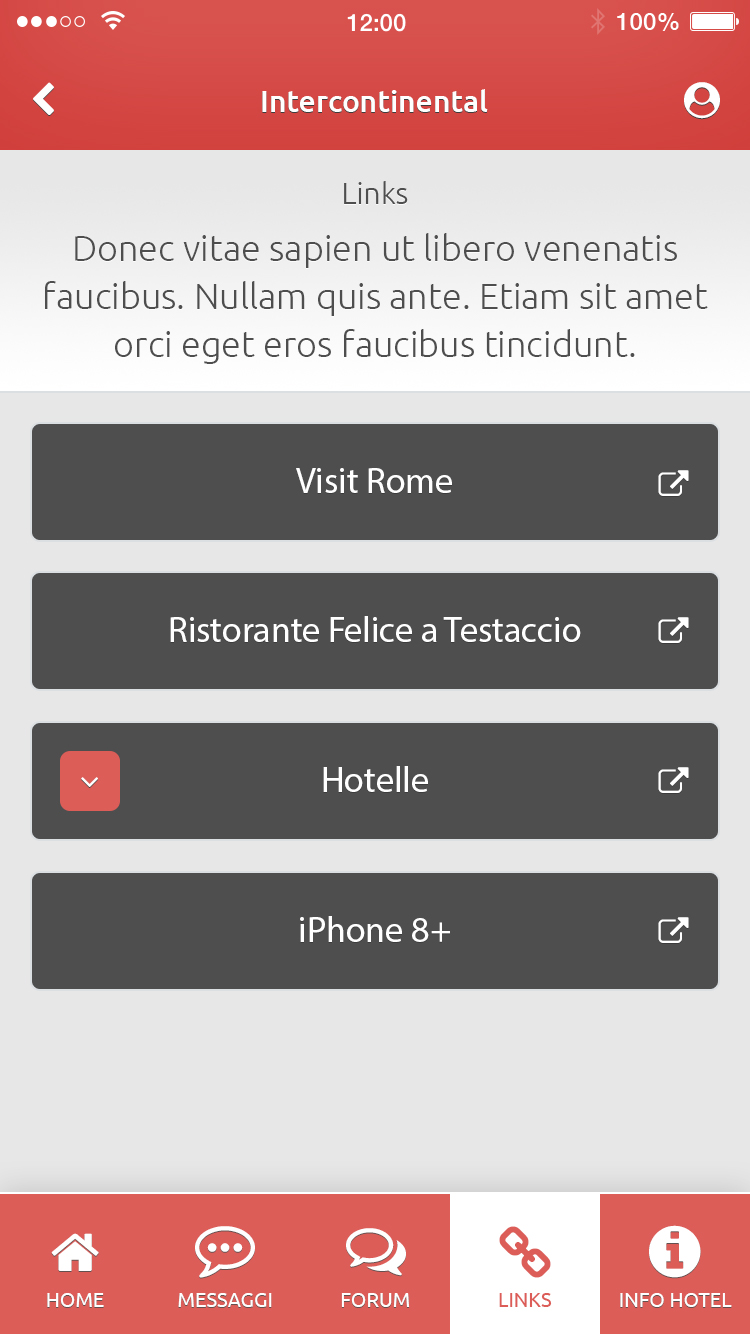 12:00
100%
Intercontinental
Links
Donec vitae sapien ut libero venenatis
faucibus. Nullam quis ante. Etiam sit amet
orci eget eros faucibus tincidunt.
Visit Rome
Ristorante Felice a Testaccio
Hotelle
iPhone 8+
HOME
MESSAGGI
FORUM
LINKS
INFO HOTEL